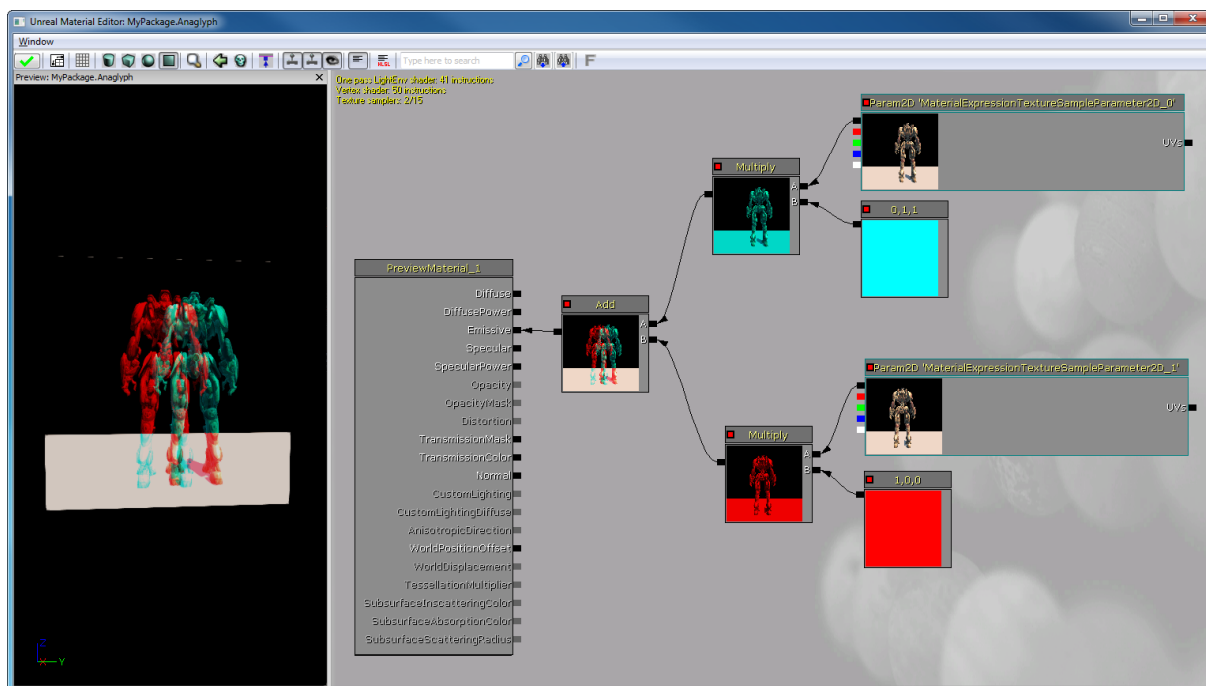 Unreal Material Editor: MyPackage.Anaglyph
Window
HLSL
Type here to search
F
Preview: MyPackage.Anaglyph
X
One pass LightEnv shader: 41 instructions
Vertex shader: 50 instructions
Texture samplers: 2/15
Z
X Y
Param2D 'MaterialExpressionTextureSampleParameter2D_0'
UVs
Multiply
A
B
0,1,1
PreviewMaterial_1
Diffuse
DiffusePower
Emissive
Specular
SpecularPower
Opacity
OpacityMask
Distortion
TransmissionMask
TransmissionColor
Normal
CustomLighting
CustomLightingDiffuse
AnisotropicDirection
WorldPositionOffset
WorldDisplacement
TessellationMultiplier
SubsurfaceInscatteringColor
SubsurfaceAbsorptionColor
SubsurfaceScatteringRadius
Add
A
B
Param2D 'MaterialExpressionTextureSampleParameter2D_1'
UVs
Multiply
A
B
1,0,0